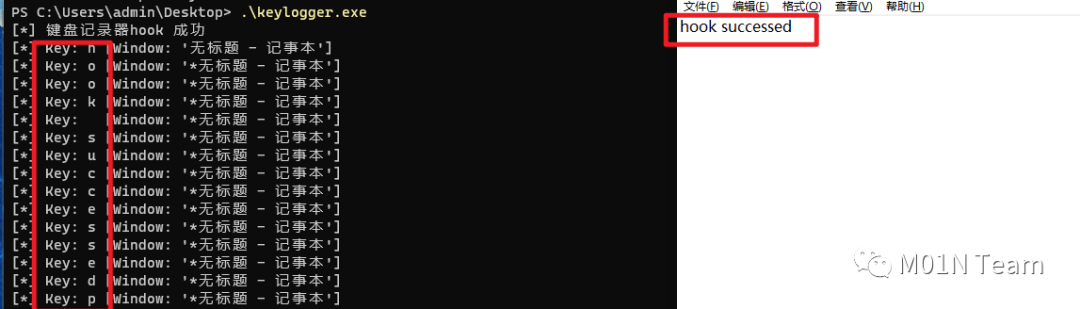 PS C:\Users\admin\Desktop> .\keylogger.exe
[*] 键盘记录器hook 成功
[*] Key: h [Window: '无标题 - 记事本']
[*] Key: o [Window: '*无标题 - 记事本']
[*] Key: o [Window: '*无标题 - 记事本']
[*] Key: k [Window: '*无标题 - 记事本']
[*] Key:   [Window: '*无标题 - 记事本']
[*] Key: s [Window: '*无标题 - 记事本']
[*] Key: u [Window: '*无标题 - 记事本']
[*] Key: c [Window: '*无标题 - 记事本']
[*] Key: c [Window: '*无标题 - 记事本']
[*] Key: e [Window: '*无标题 - 记事本']
[*] Key: s [Window: '*无标题 - 记事本']
[*] Key: s [Window: '*无标题 - 记事本']
[*] Key: e [Window: '*无标题 - 记事本']
[*] Key: d [Window: '*无标题 - 记事本']
[*] Key: p [Window: '*无标题 - 记事本']
文件(F) 编辑(E) 格式(O) 查看(V) 帮助(H)
hook successed
M01N Team